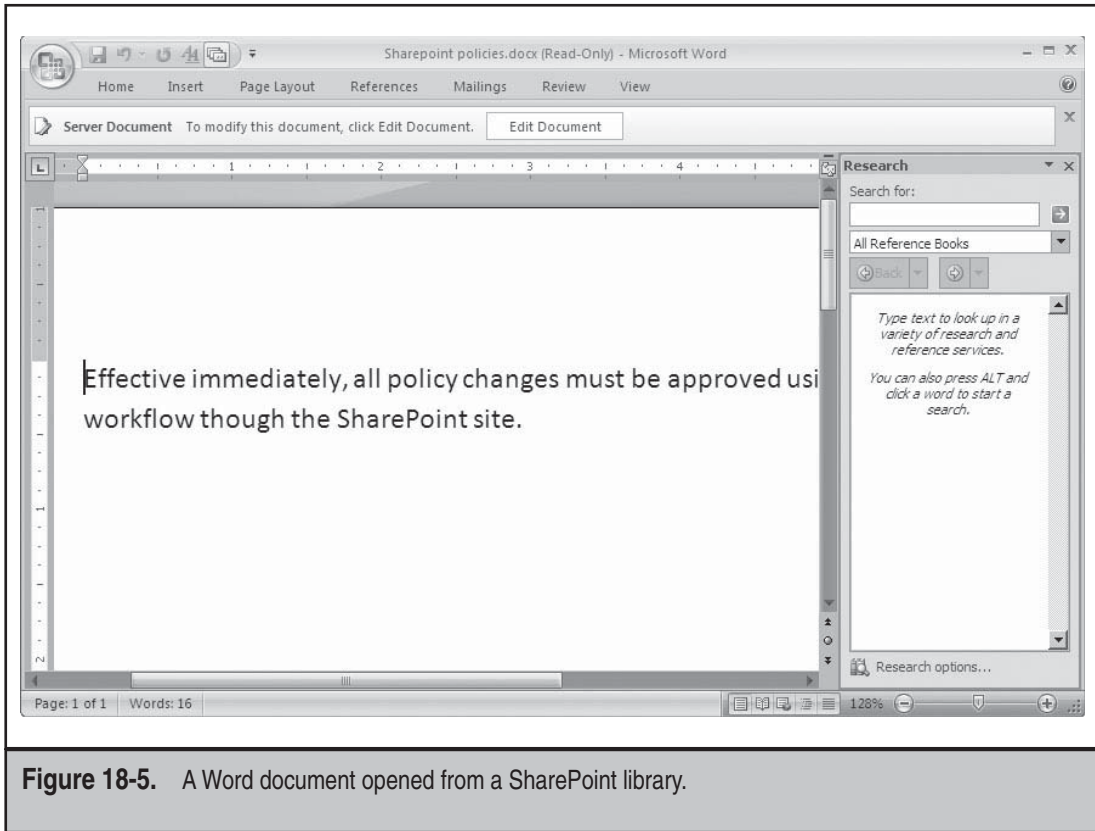 Sharepoint policies.docx (Read-Only) - Microsoft Word
Home Insert Page Layout References Mailings Review View
Server Document To modify this document, click Edit Document. Edit Document
L 1 2 3 4
Research
Search for:
All Reference Books
Back
Type text to look up in a
variety of research and
reference services.
You can also press ALT and
click a word to start a
search.
Effective immediately, all policy changes must be approved usi
workflow though the SharePoint site.
Research options...
Page: 1 of 1 Words: 16 128%
Figure 18-5. A Word document opened from a SharePoint library.